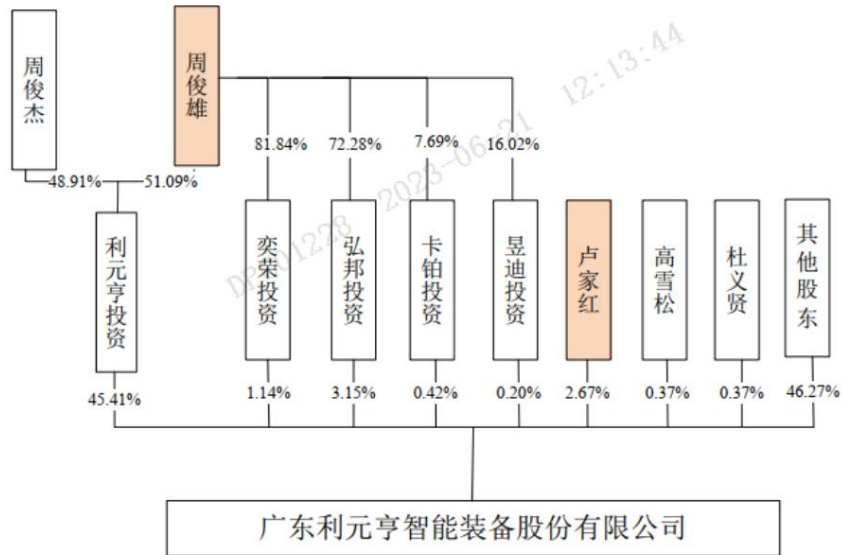 周俊杰
周俊雄
81.84%
72.28%
7.69%
16.02%
48.91%
51.09%
利元亨投资
奕荣投资
弘邦投资
卡铂投资
昱迪投资
卢家红
高雪松
杜义贤
其他股东
45.41%
1.14%
3.15%
0.42%
0.20%
2.67%
0.37%
0.37%
46.27%
广东利元亨智能装备股份有限公司
2023-06-21 12:13:44